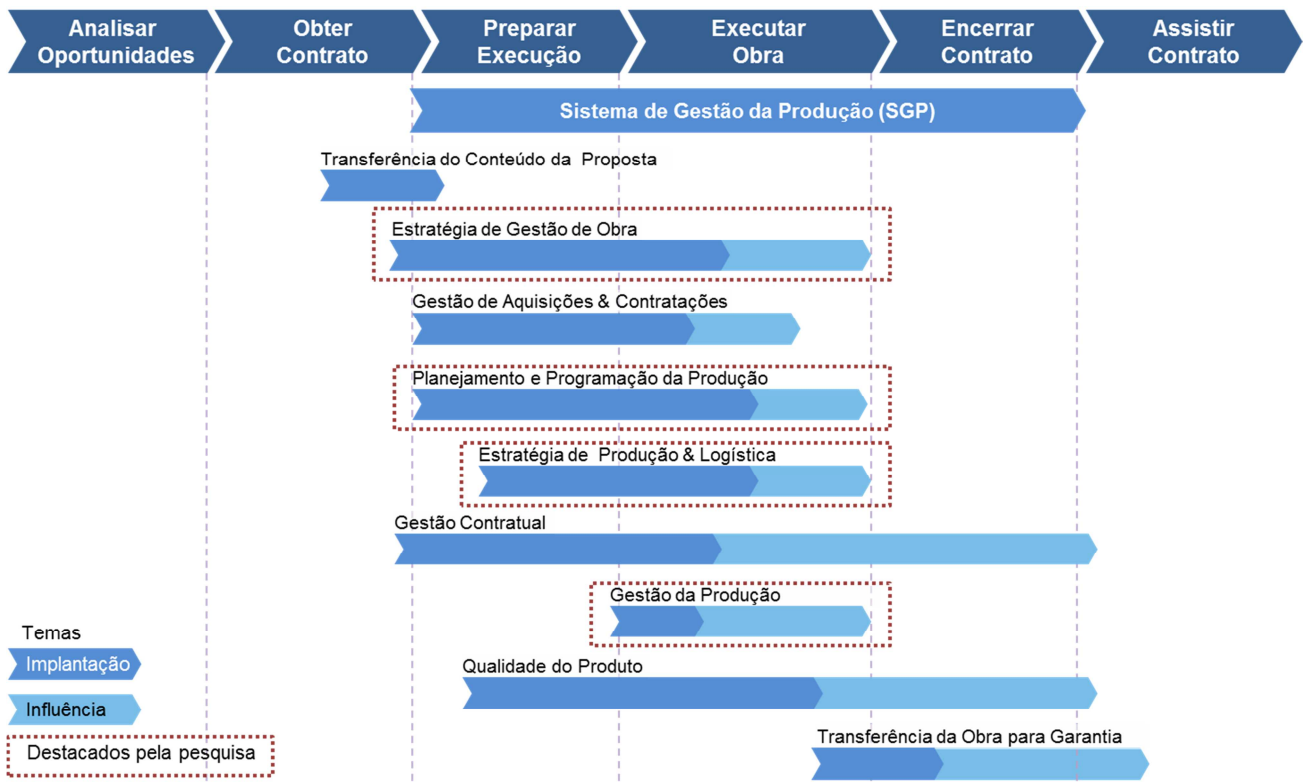 Analisar
Oportunidades
Obter
Contrato
Preparar
Execução
Executar
Obra
Encerrar
Contrato
Assistir
Contrato
Sistema de Gestão da Produção (SGP)
Transferência do Conteúdo da Proposta
Estratégia de Gestão de Obra
Gestão de Aquisições & Contratações
Planejamento e Programação da Produção
Estratégia de Produção & Logística
Gestão Contratual
Gestão da Produção
Qualidade do Produto
Transferência da Obra para Garantia
Temas
Implantação
Influência
Destacados pela pesquisa